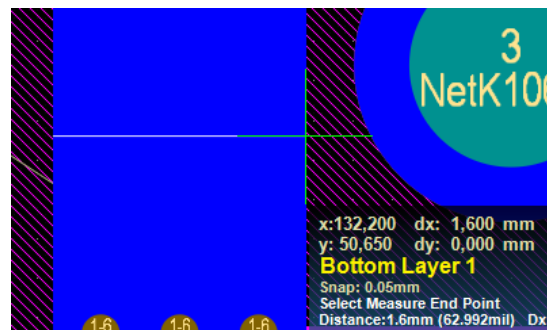 3
NetK106
x:132,200 dx: 1,600 mm
y: 50,650 dy: 0,000 mm
Bottom Layer 1
Snap: 0.05mm
Select Measure End Point
Distance:1.6mm (62.992mil) Dx
1-6 1-6 1-6